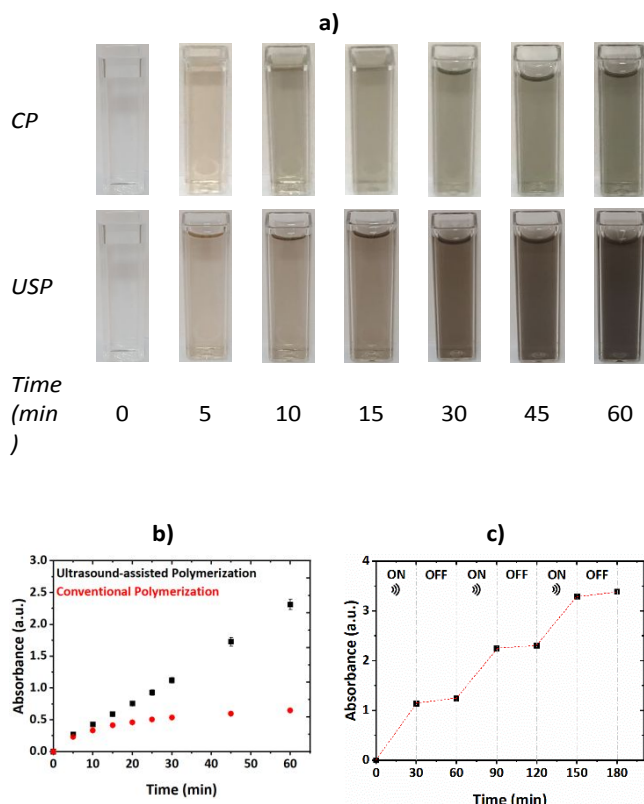 a)
CP
USP
Time
(min
)
0 5 10 15 30 45 60
b)
3.0
Ultrasound-assisted Polymerization
2.5
Conventional Polymerization
2.0
1.5
1.0
0.5
0.0
Absorbance (a.u.)
0 10 20 30 40 50 60
Time (min)
c)
4
ON OFF ON OFF ON OFF
3
2
1
0
Absorbance (a.u.)
0 30 60 90 120 150 180
Time (min)